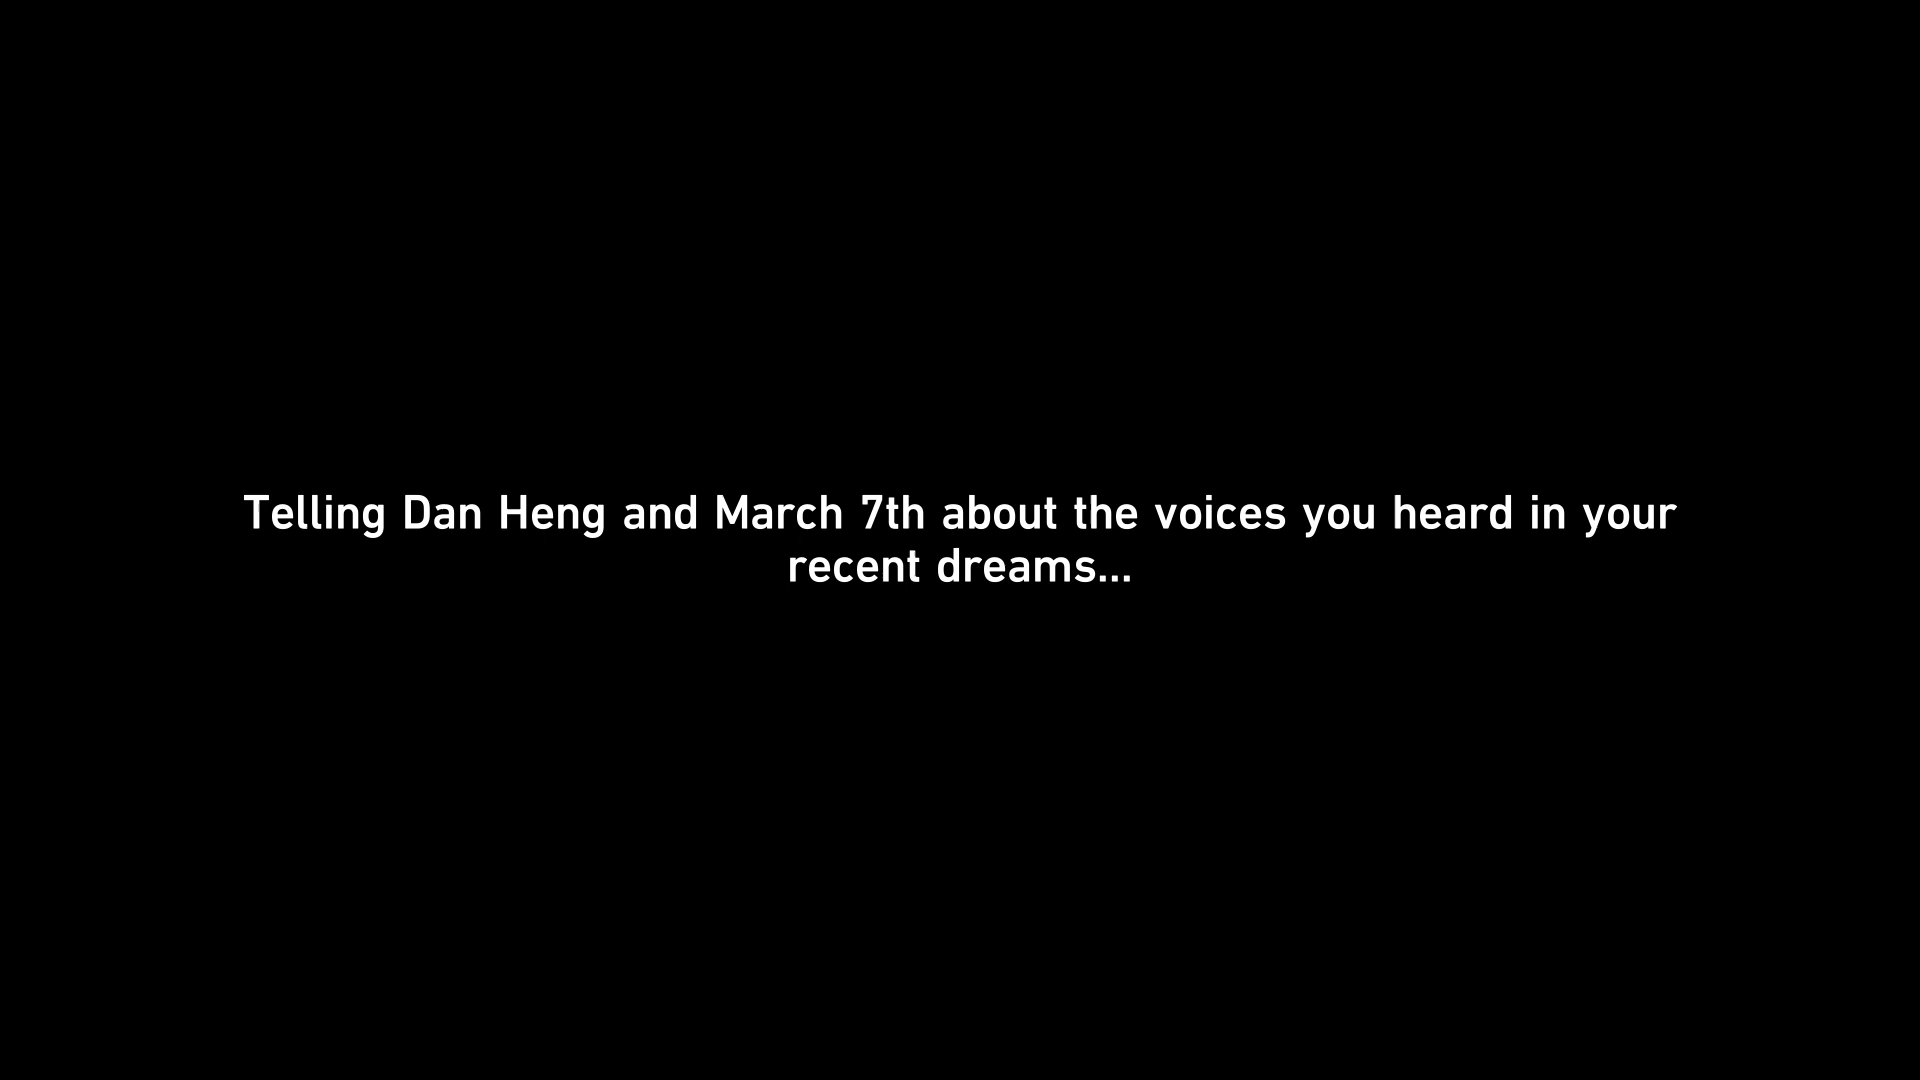 Telling Dan Heng and March 7th about the voices you heard in your
recent dreams...